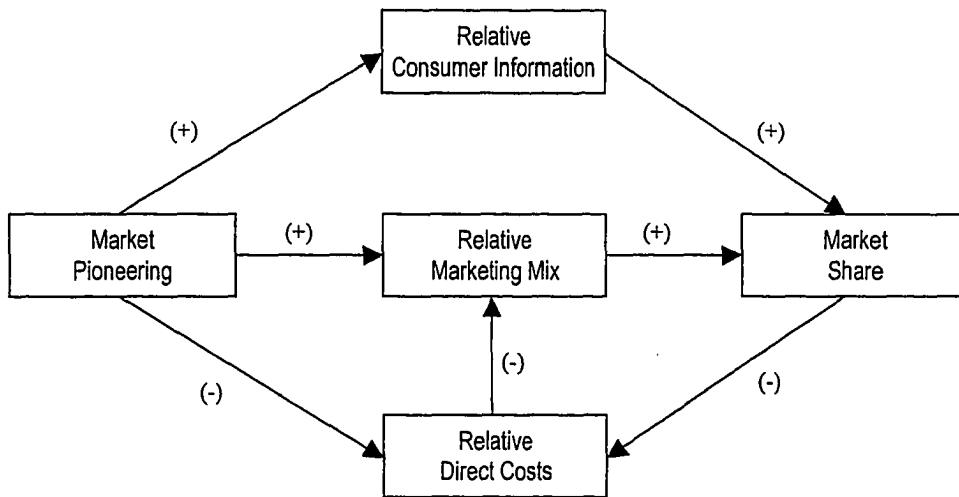 Relative
Consumer Information
(+)
(+)
Market
Pioneering
(+)
Relative
Marketing Mix
(+)
Market
Share
(-)
(-)
(-)
Relative
Direct Costs